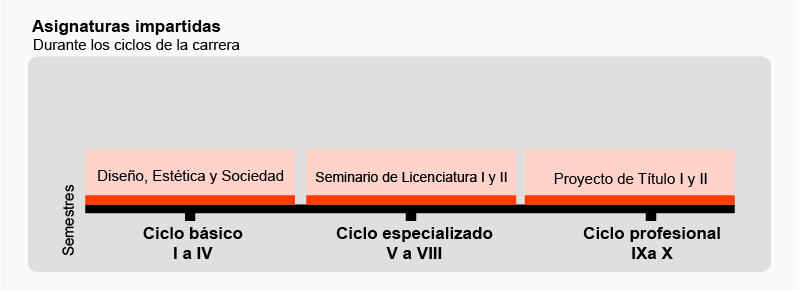 Asignaturas impartidas
Durante los ciclos de la carrera
Semestres
Diseño, Estética y Sociedad
Seminario de Licenciatura I y II
Proyecto de Título I y II
Ciclo básico
I a IV
Ciclo especializado
V a VIII
Ciclo profesional
IXa X